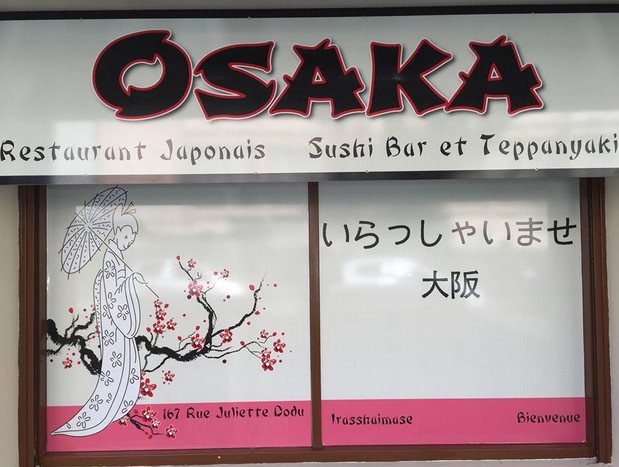 OSAKA
Restaurant Japonais Sushi Bar et Teppanyaki
いらっしゃいませ
大阪
167 Rue Juliette Dodu Irasshaimase Bienvenue